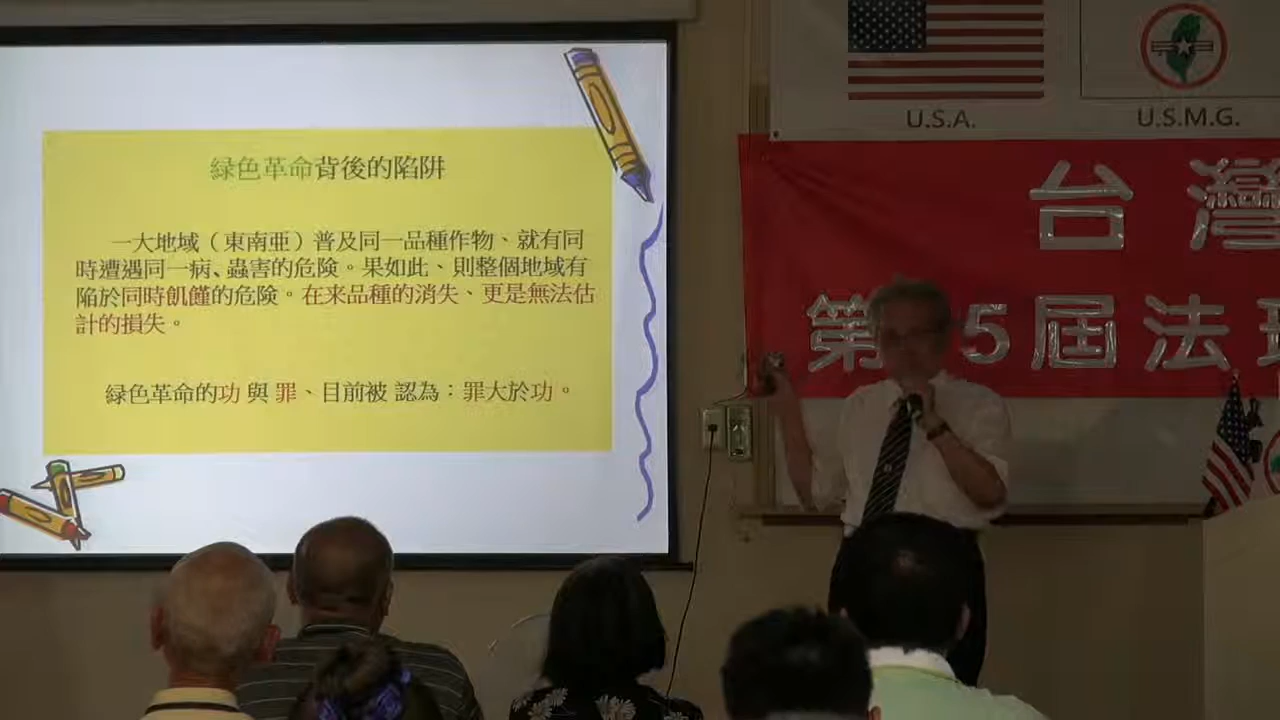 緑色革命背後的陷阱
一大地域（東南亜）普及同一品種作物、就有同
時遭遇同一病、蟲害的危険。果如此、則整個地域有
陥於同時飢饉的危険。在来品種的消失、更是無法估
計的損失。
緑色革命的功 與 罪、目前被 認為：罪大於功。
U.S.A.
U.S.M.G.
台灣
第 5屆法